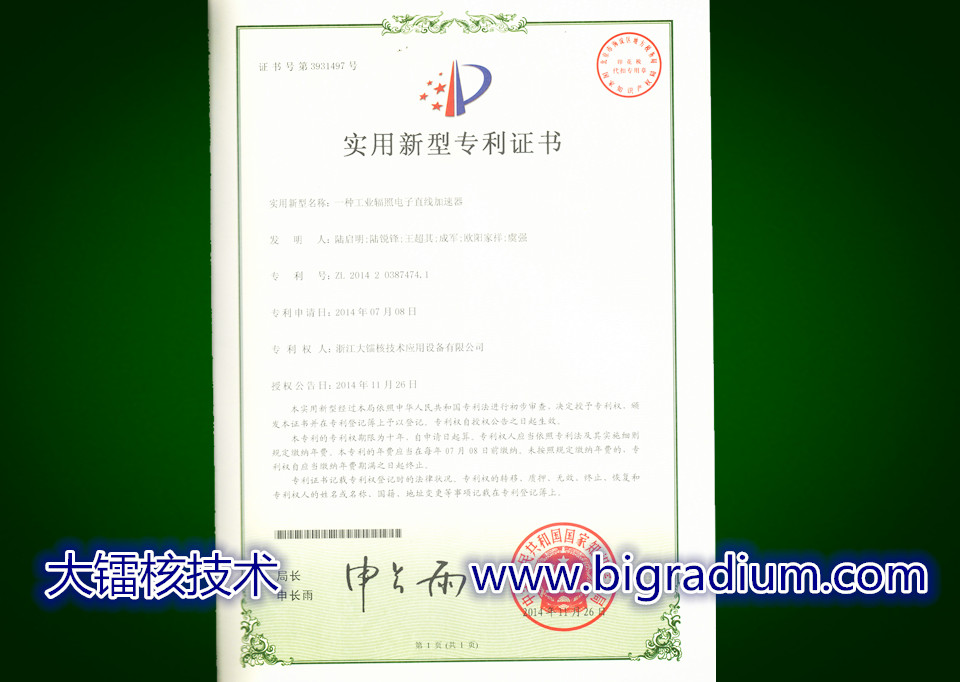 证书号第3931497号
实用新型专利证书
实用新型名称：一种工业辐照电子直线加速器
发 明 人：陆启明;陆锐锋;王超其;成军;欧阳家祥;虞强
专 利 号：ZL 2014 2 0387474.1
专利申请日：2014年07月08日
专 利 权 人：浙江大镭核技术应用设备有限公司
授权公告日：2014年11月26日
本实用新型经过本局依照中华人民共和国专利法进行初步审查，决定授予专利权，颁
发本证书并在专利登记簿上予以登记。专利权自授权公告之日起生效。
本专利的专利权期限为十年，自申请日起算。专利权人应当依照专利法及其实施细则
规定缴纳年费。本专利的年费应当在每年07月08日前缴纳。未按照规定缴纳年费的，专
利权自应当缴纳年费期满之日起终止。
专利证书记载专利权登记时的法律状况。专利权的转移、质押、无效、终止、恢复和
专利权人的姓名或名称、国籍、地址变更等事项记载在专利登记簿上。
大镭核技术
www.bigradium.com
局长
申长雨
2014年11月26日
第 1 页 (共 1 页)